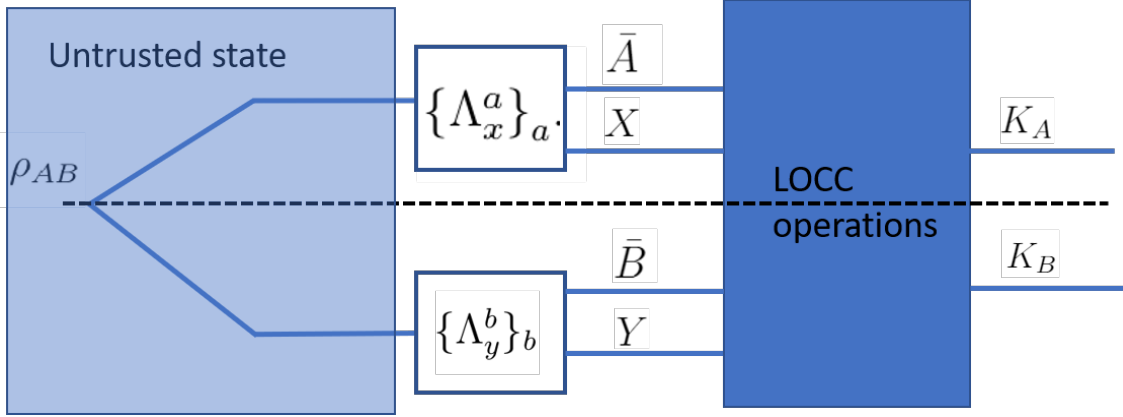 Untrusted state
ρ_AB
{Λ_x^a}_a.
Ā
X
{Λ_y^b}_b
B̄
Y
LOCC
operations
K_A
K_B